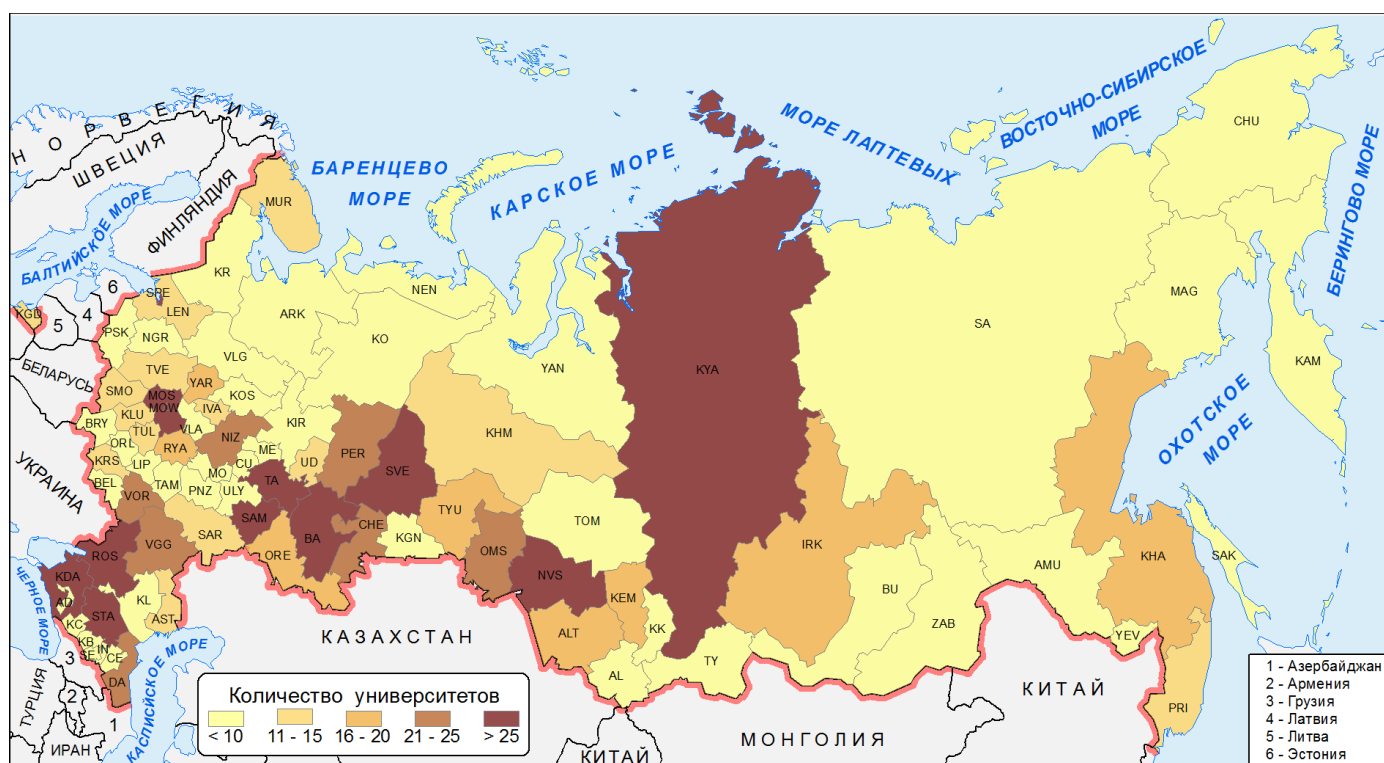 НОРВЕГИЯ
ШВЕЦИЯ
ФИНЛЯНДИЯ
БАЛТИЙСКОЕ МОРЕ
БАРЕНЦЕВО
МОРЕ
КАРСКОЕ МОРЕ
МОРЕ ЛАПТЕВЫХ
ВОСТОЧНО-СИБИРСКОЕ
МОРЕ
БЕРИНГОВО МОРЕ
ОХОТСКОЕ
МОРЕ
CHU
MUR
KR
NEN
ARK
KO
YAN
KYA
SA
MAG
KAM
SPE
LEN
KGD
6
5
4
PSK
NGR
VLG
БЕЛАРУСЬ
TVE
YAR
KOS
SMO
MOS
MOW
IVA
KIR
KHM
BRY
KLU
TUL
VLA
NIZ
ORL
RYA
ME
UD
PER
SVE
KRS
LIP
MO
CU
TA
BEL
TAM
PNZ
ULY
VOR
SAM
BA
CHE
KGN
TYU
OMS
TOM
NVS
УКРАИНА
ROS
VGG
SAR
ORE
KDA
AD
STA
KL
AST
KC
KB
SE
IN
CE
DA
ЧЕРНОЕ МОРЕ
КАСПИЙСКОЕ МОРЕ
3
2
1
ТУРЦИЯ
ИРАН
КАЗАХСТАН
ALT
KEM
KK
AL
TY
IRK
BU
ZAB
AMU
KHA
SAK
YEV
PRI
КИТАЙ
МОНГОЛИЯ
КИТАЙ
Количество университетов
< 10
11 - 15
16 - 20
21 - 25
> 25
1 - Азербайджан
2 - Армения
3 - Грузия
4 - Латвия
5 - Литва
6 - Эстония